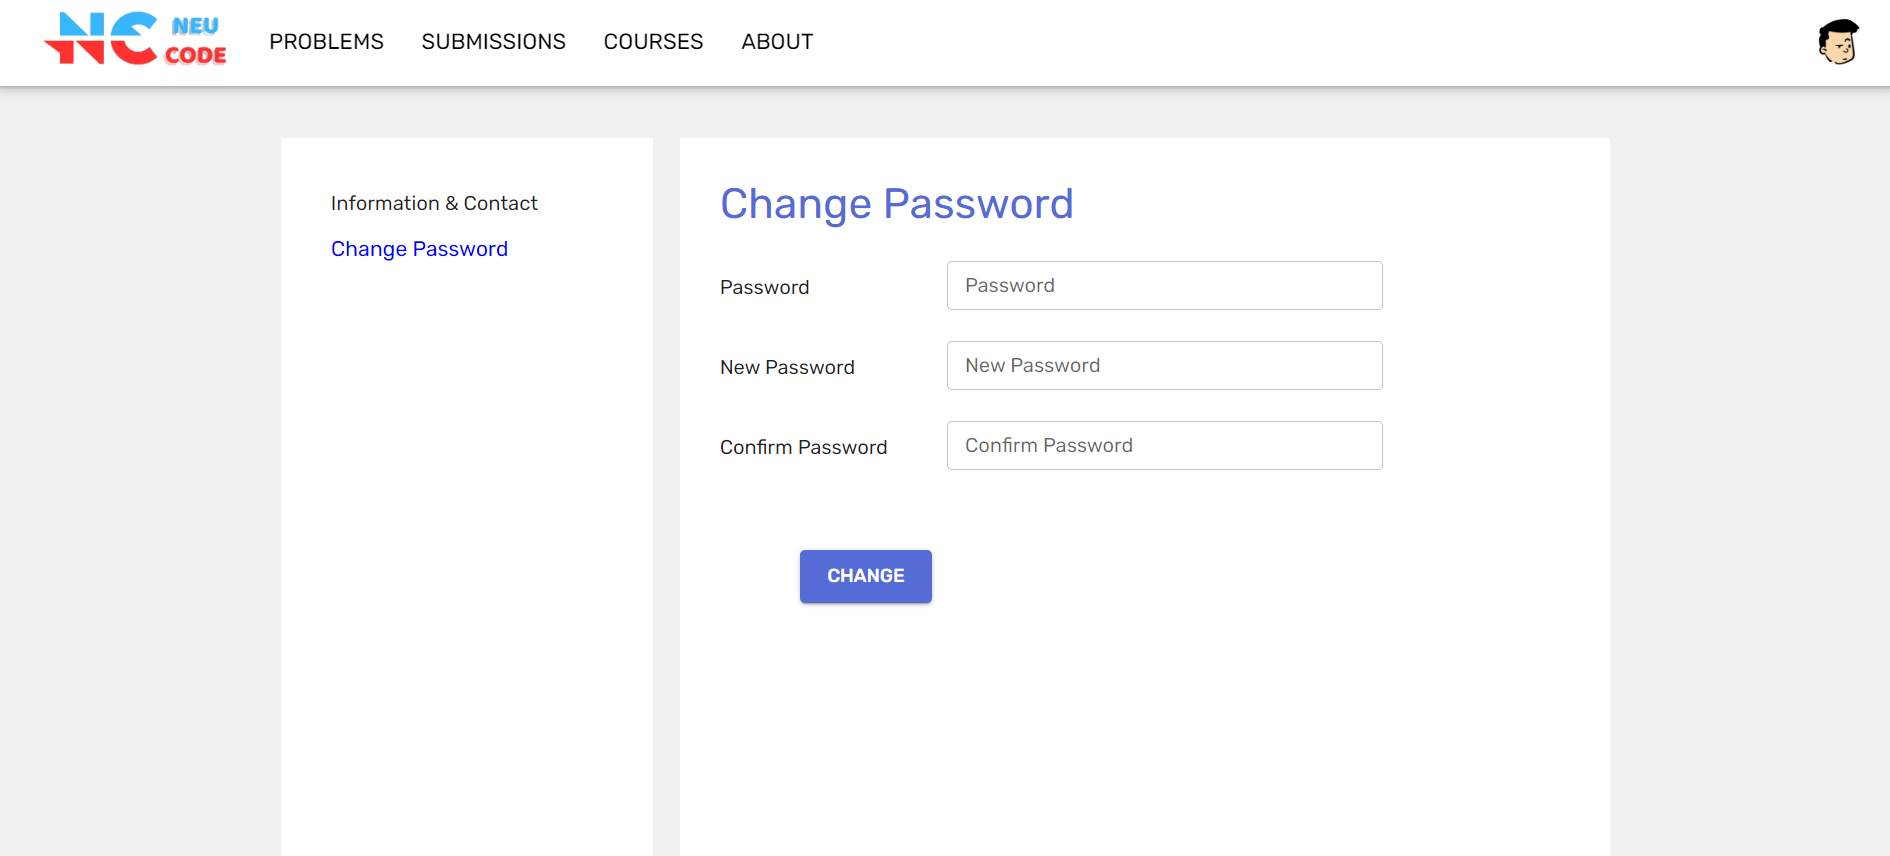 NC NEU
CODE
PROBLEMS SUBMISSIONS COURSES ABOUT
Information & Contact
Change Password
Change Password
Password Password
New Password New Password
Confirm Password Confirm Password
CHANGE